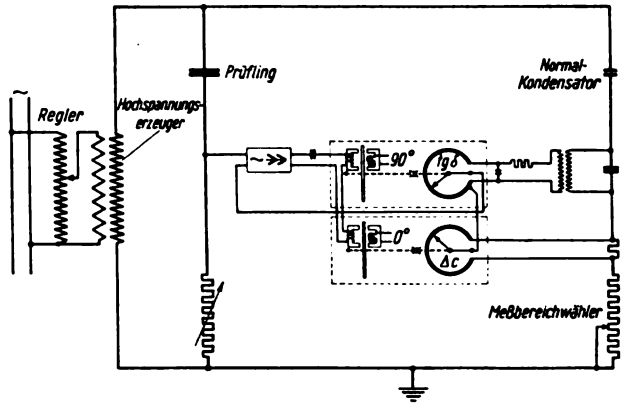 ~
Regler
Hochspannungs-
erzeuger
Prüfling
Normal-
Kondensator
~
90°
tg δ
0°
Δc
Meßbereichwähler